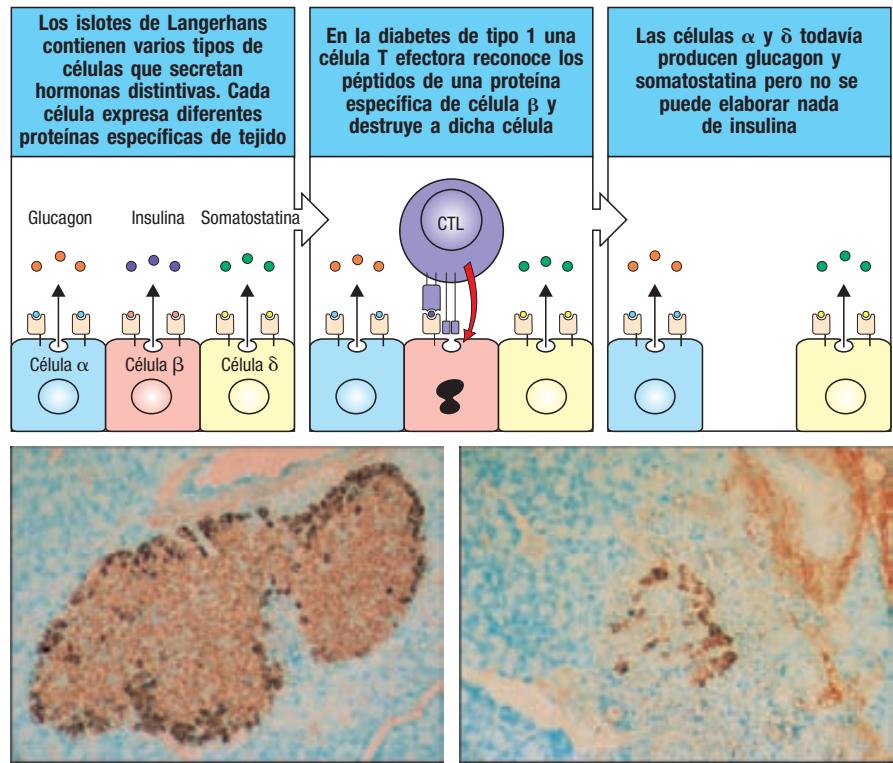 Los islotes de Langerhans
contienen varios tipos de
células que secretan
hormonas distintivas. Cada
célula expresa diferentes
proteínas específicas de tejido
En la diabetes de tipo 1 una
célula T efectora reconoce los
péptidos de una proteína
específica de célula β y
destruye a dicha célula
Las células α y δ todavía
producen glucagon y
somatostatina pero no se
puede elaborar nada
de insulina
Glucagon Insulina Somatostatina
Célula α Célula β Célula δ
CTL